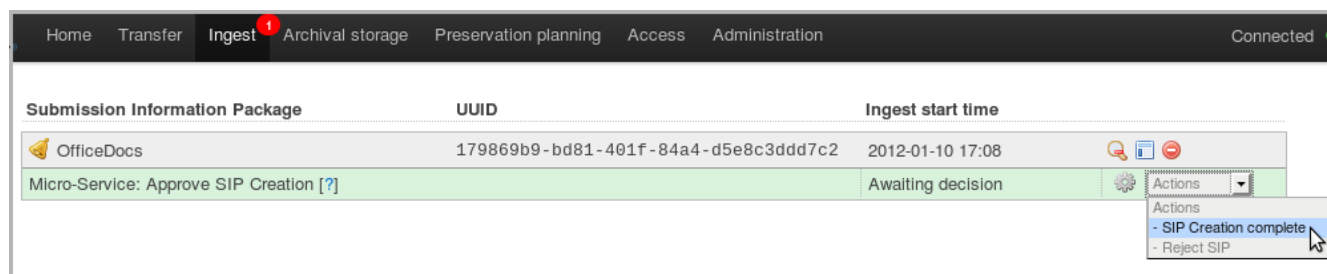 Home Transfer Ingest 1 Archival storage Preservation planning Access Administration Connected
Submission Information Package UUID Ingest start time
OfficeDocs 179869b9-bd81-401f-84a4-d5e8c3ddd7c2 2012-01-10 17:08
Micro-Service: Approve SIP Creation [?] Awaiting decision Actions
Actions
- SIP Creation complete
- Reject SIP